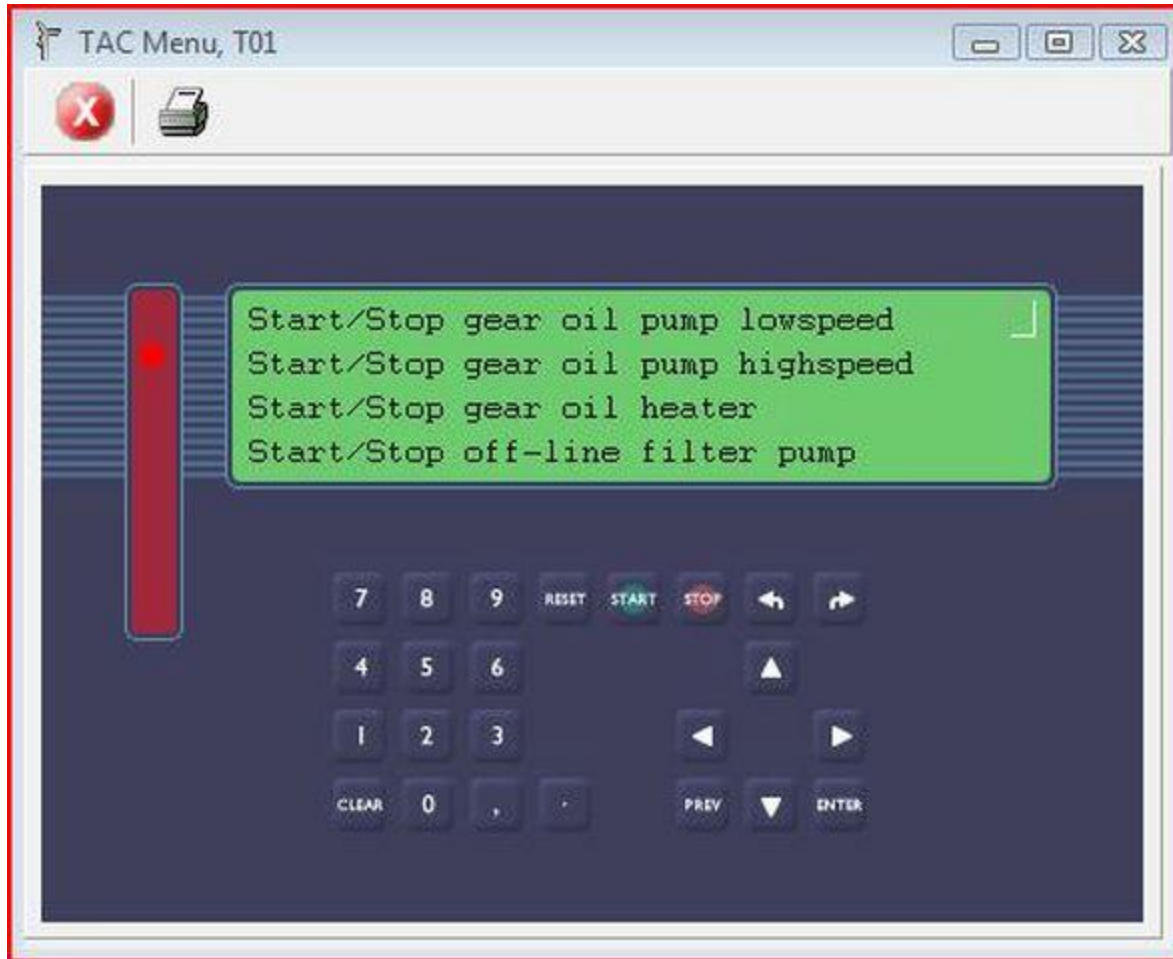 TAC Menu, T01
X
Start/Stop gear oil pump lowspeed
Start/Stop gear oil pump highspeed
Start/Stop gear oil heater
Start/Stop off-line filter pump
7 8 9 RESET START STOP
4 5 6
1 2 3
CLEAR 0 , . PREV ENTER